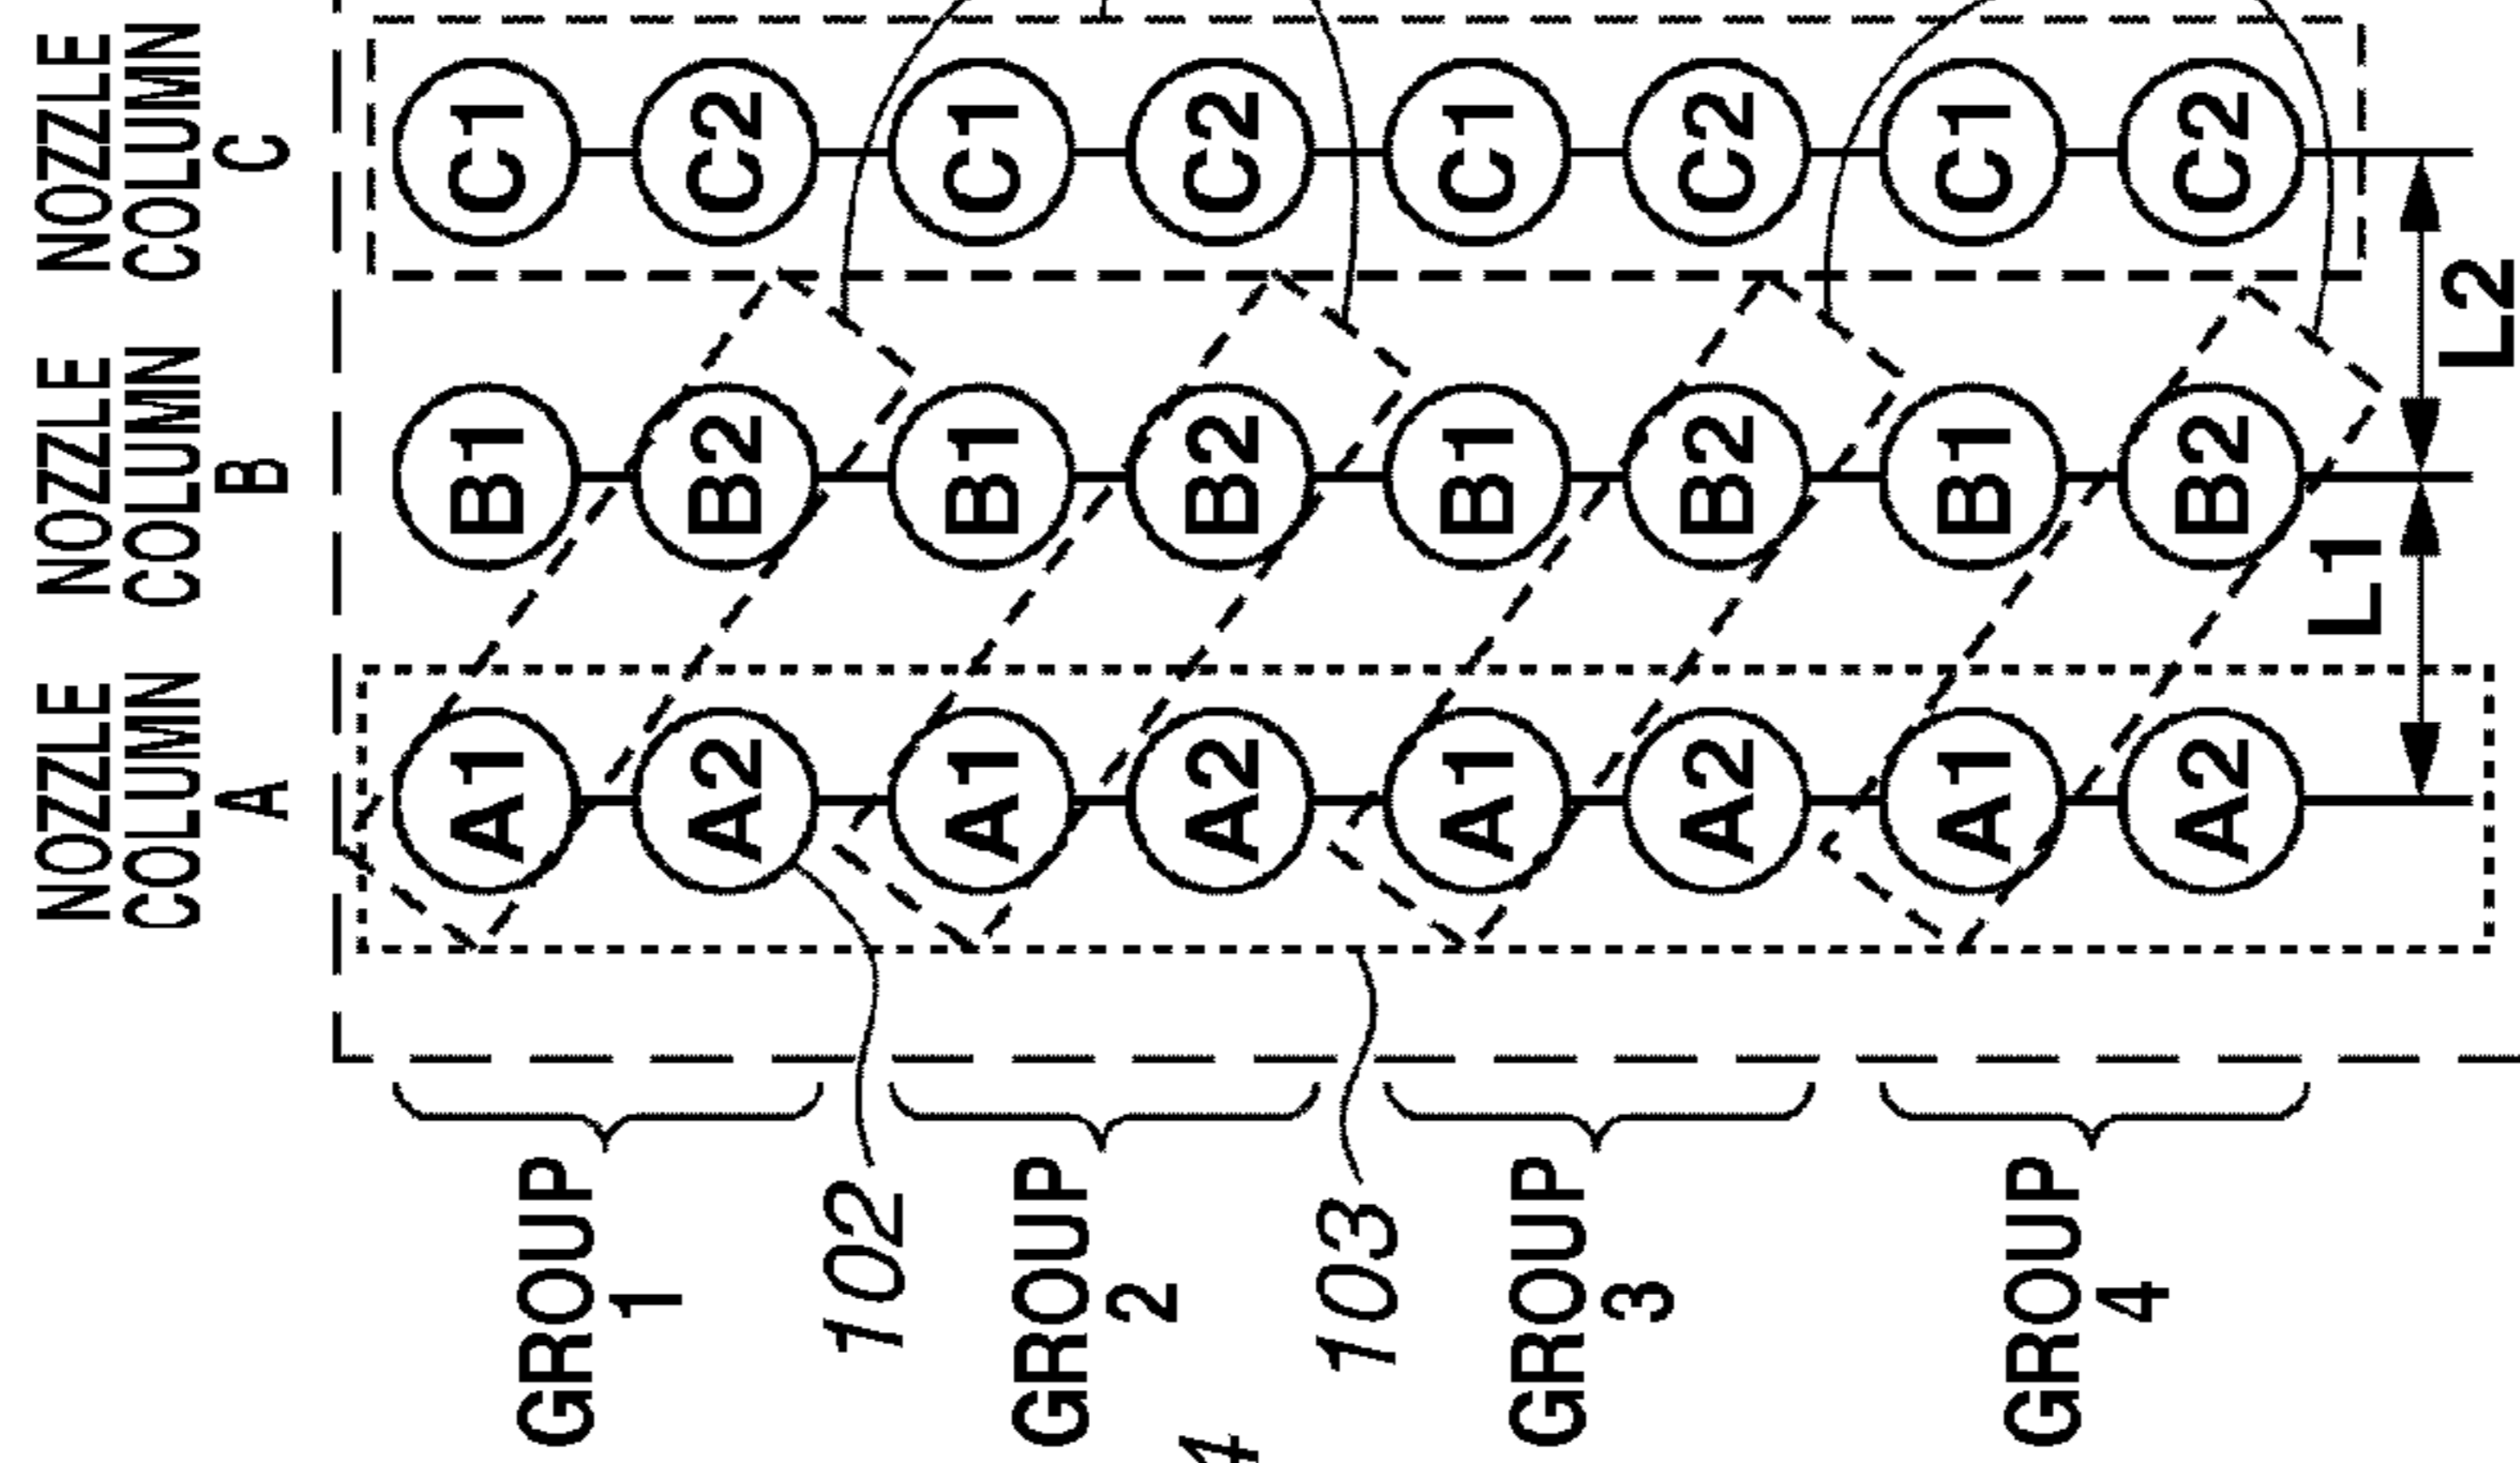 NOZZLE COLUMN A
NOZZLE COLUMN B
NOZZLE COLUMN C
GROUP 1
A1 B1 C1
A2 B2 C2
102
GROUP 2
A1 B1 C1
A2 B2 C2
103
GROUP 3
A1 B1 C1
A2 B2 C2
GROUP 4
A1 B1 C1
A2 B2 C2
L1
L2